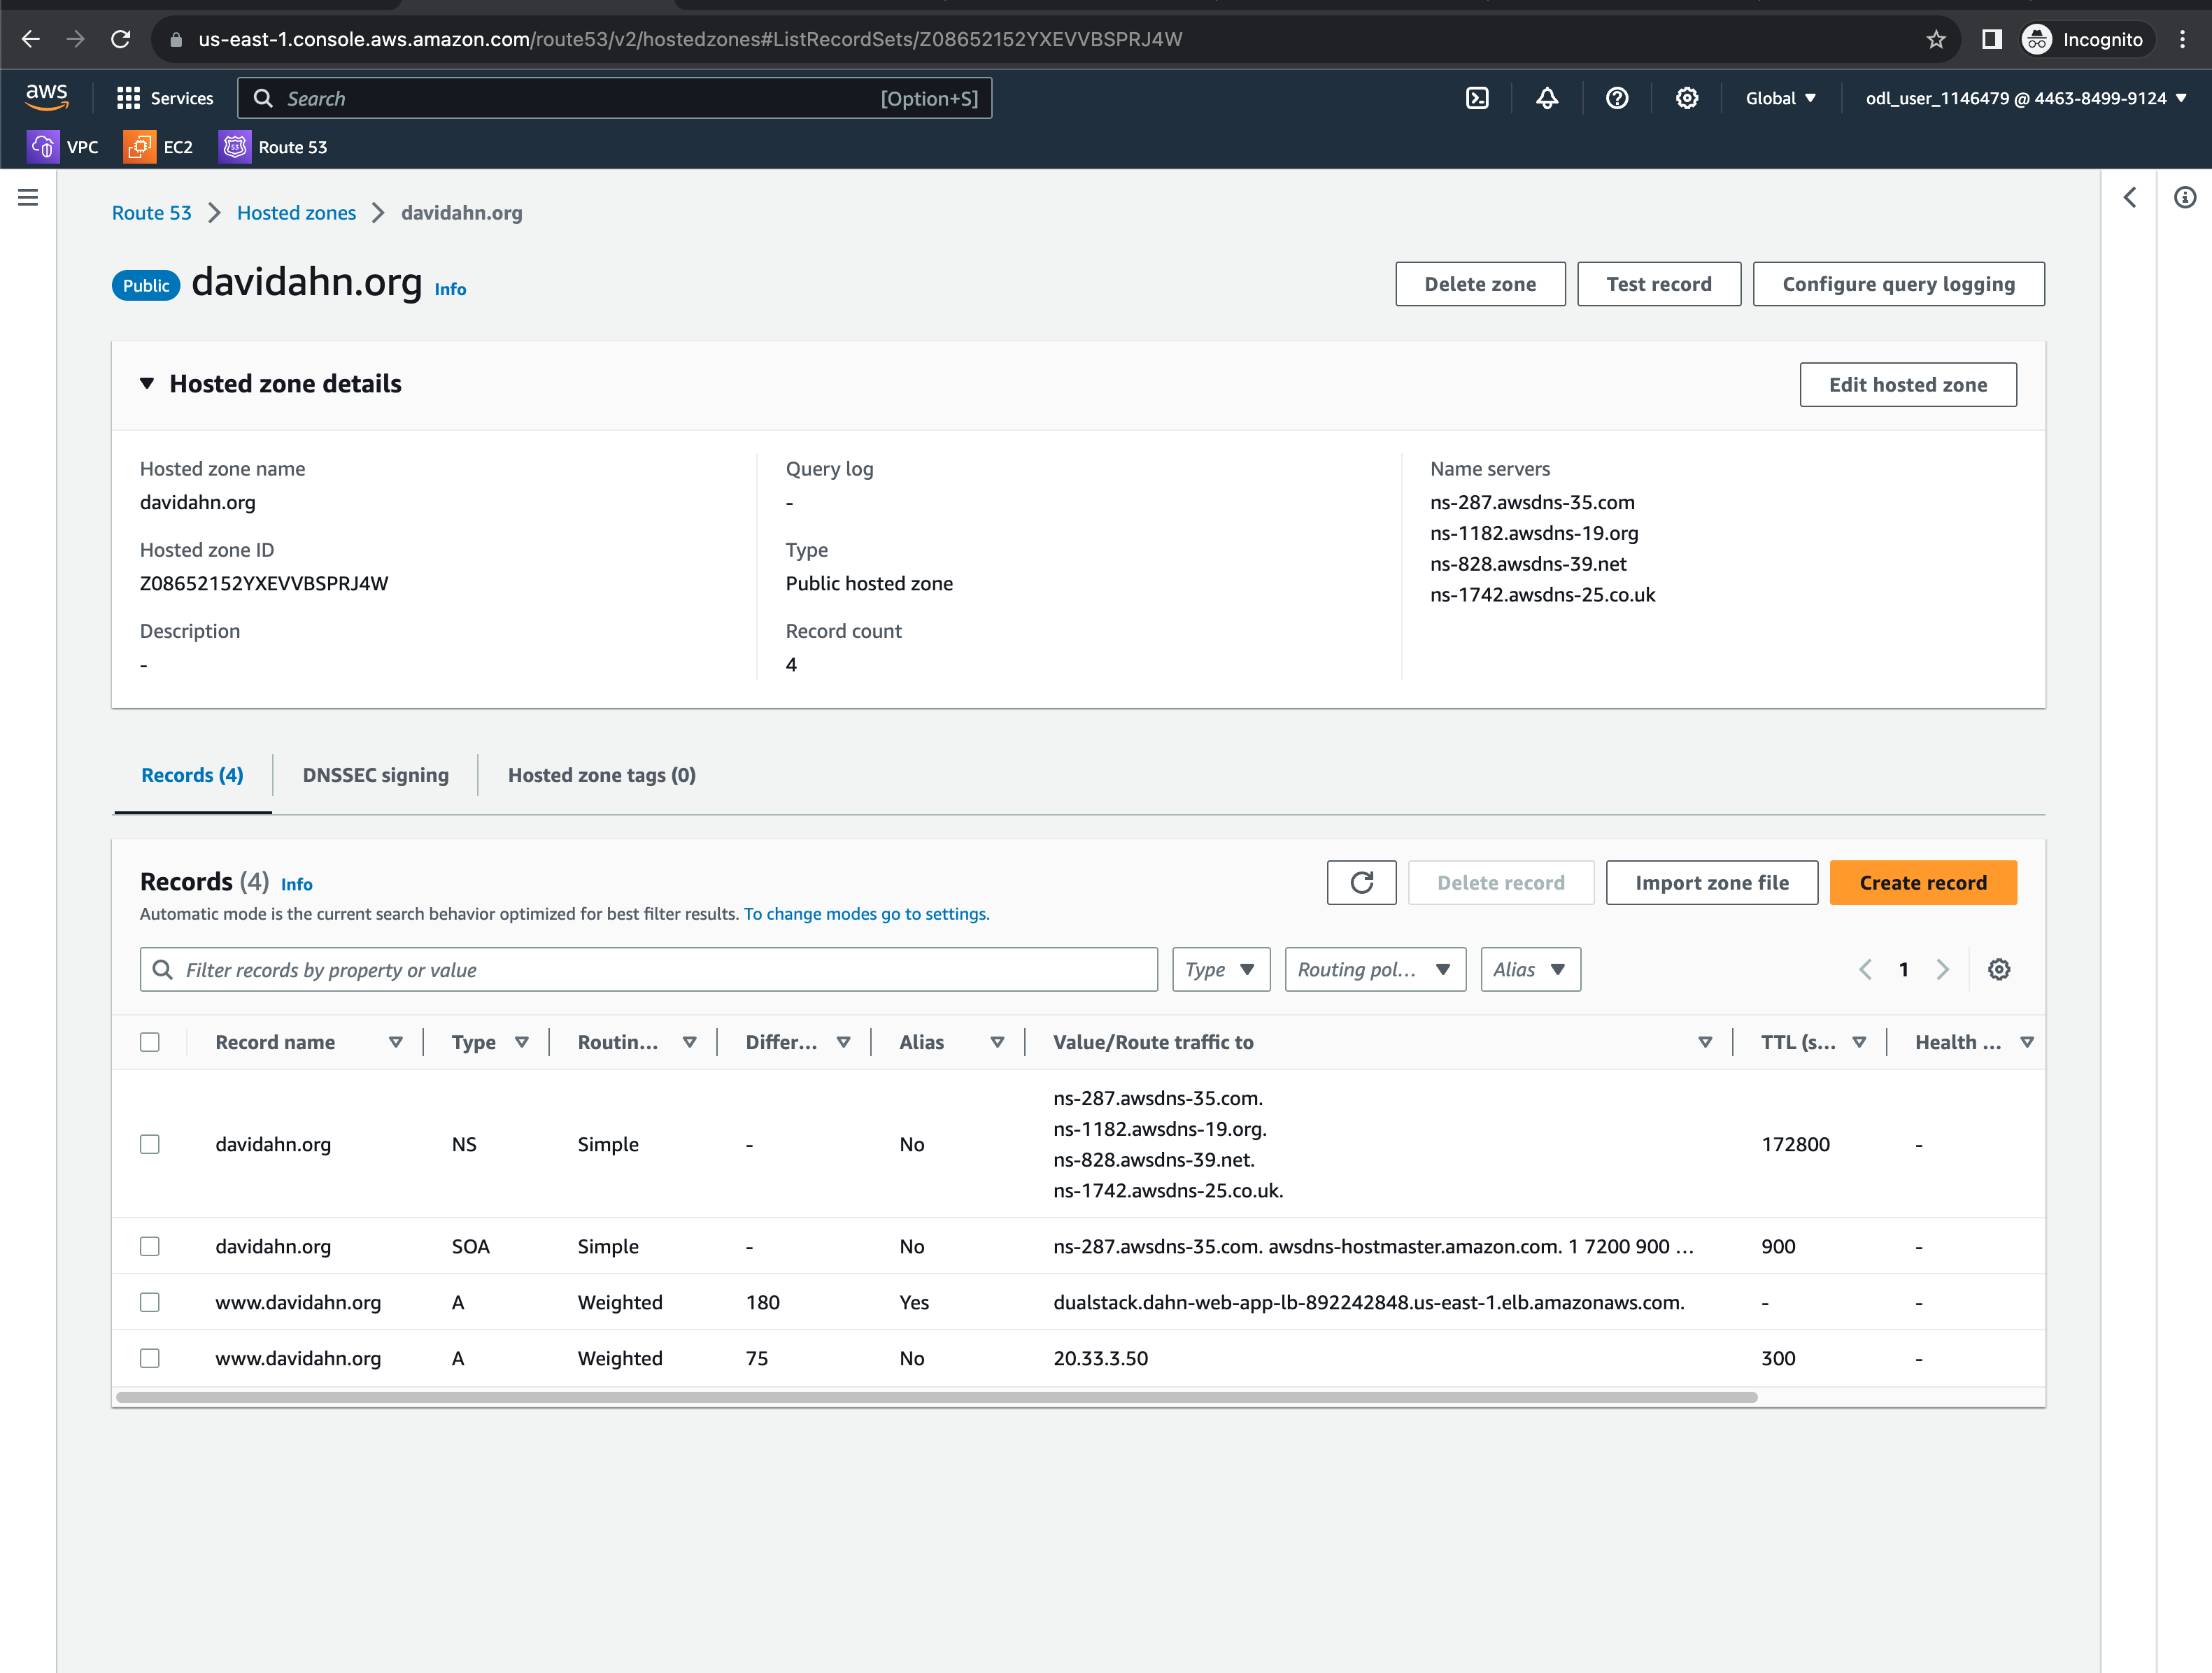 us-east-1.console.aws.amazon.com/route53/v2/hostedzones#ListRecordSets/Z08652152YXEVVBSPRJ4W
Incognito
aws
Services
Search
[Option+S]
Global
odl_user_1146479 @ 4463-8499-9124
VPC
EC2
Route 53
Route 53 > Hosted zones > davidahn.org
Public davidahn.org Info
Delete zone
Test record
Configure query logging
Hosted zone details
Edit hosted zone
Hosted zone name
davidahn.org
Hosted zone ID
Z08652152YXEVVBSPRJ4W
Description
-
Query log
-
Type
Public hosted zone
Record count
4
Name servers
ns-287.awsdns-35.com
ns-1182.awsdns-19.org
ns-828.awsdns-39.net
ns-1742.awsdns-25.co.uk
Records (4)
DNSSEC signing
Hosted zone tags (0)
Records (4) Info
Delete record
Import zone file
Create record
Automatic mode is the current search behavior optimized for best filter results. To change modes go to settings.
Filter records by property or value
Type
Routing pol...
Alias
1
Record name Type Routin... Differ... Alias Value/Route traffic to TTL (s... Health ...
ns-287.awsdns-35.com.
ns-1182.awsdns-19.org.
davidahn.org NS Simple - No 172800 -
ns-828.awsdns-39.net.
ns-1742.awsdns-25.co.uk.
davidahn.org SOA Simple - No ns-287.awsdns-35.com. awsdns-hostmaster.amazon.com. 1 7200 900 ... 900 -
www.davidahn.org A Weighted 180 Yes dualstack.dahn-web-app-lb-892242848.us-east-1.elb.amazonaws.com. - -
www.davidahn.org A Weighted 75 No 20.33.3.50 300 -